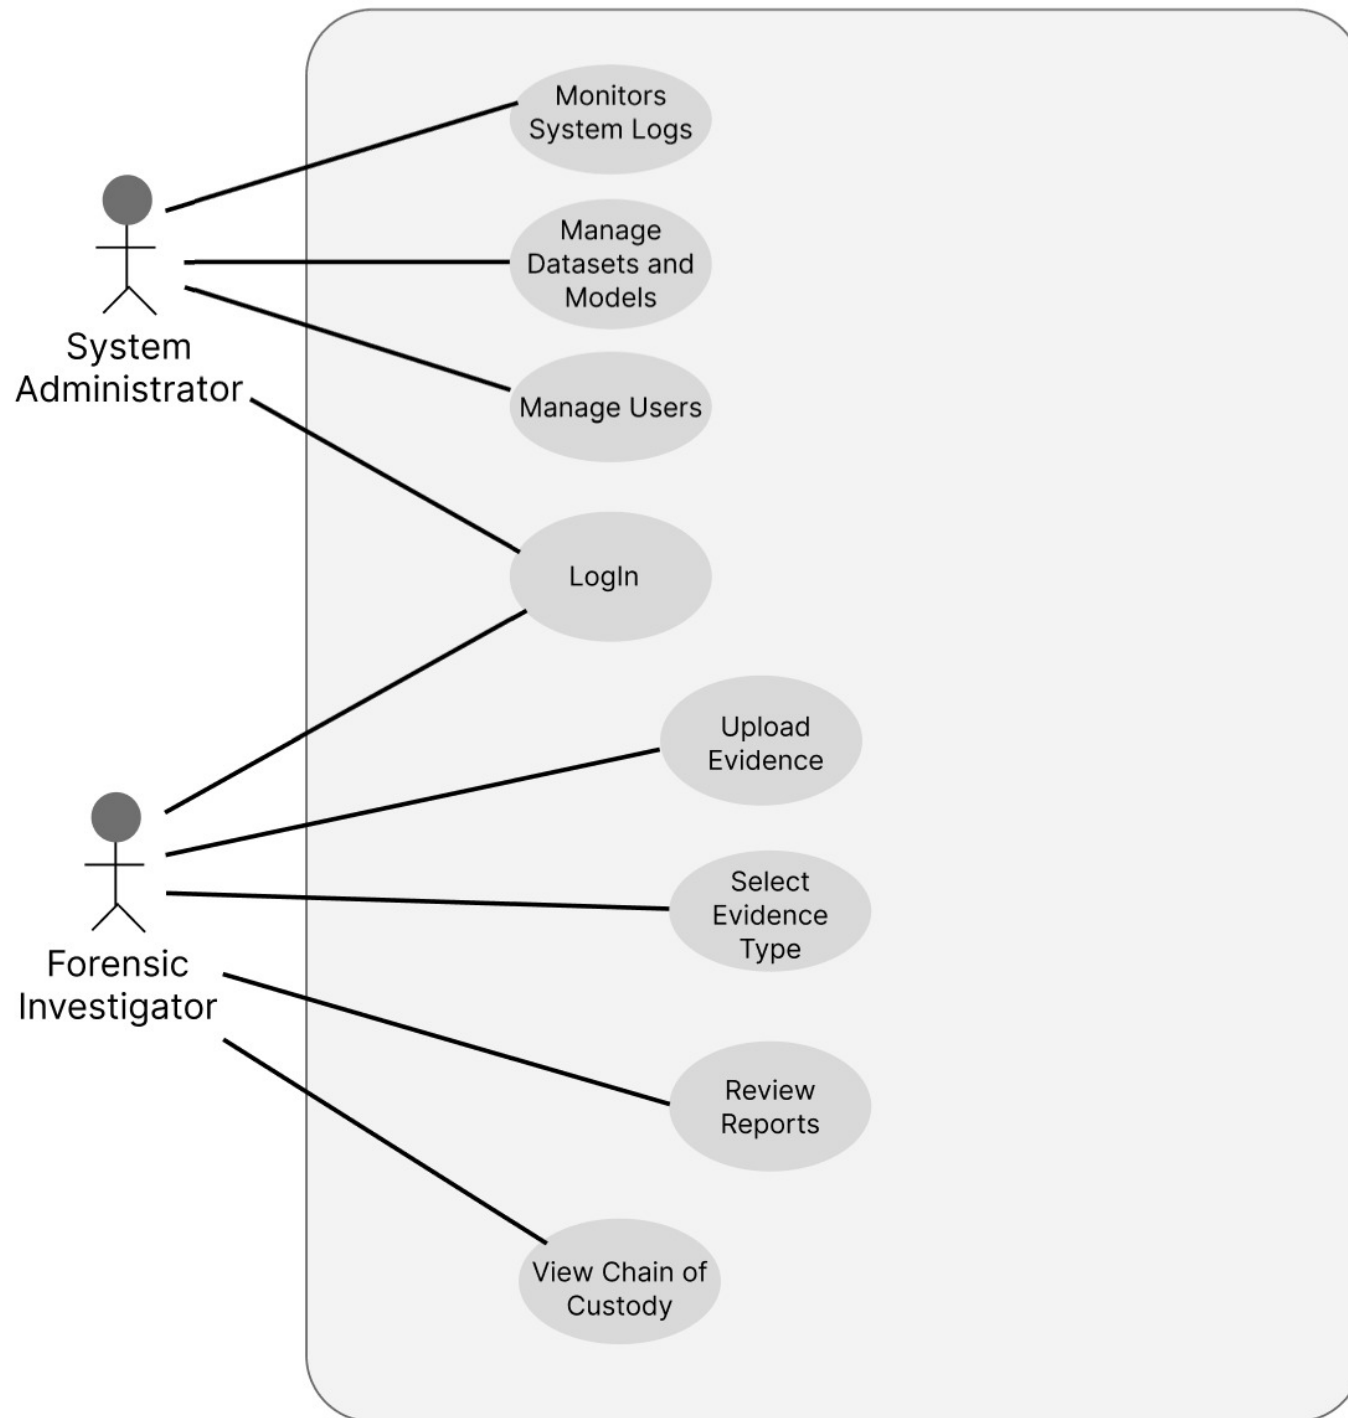 Monitors
System Logs
Manage
Datasets and
Models
System
Administrator
Manage Users
LogIn
Upload
Evidence
Select
Evidence
Type
Forensic
Investigator
Review
Reports
View Chain of
Custody